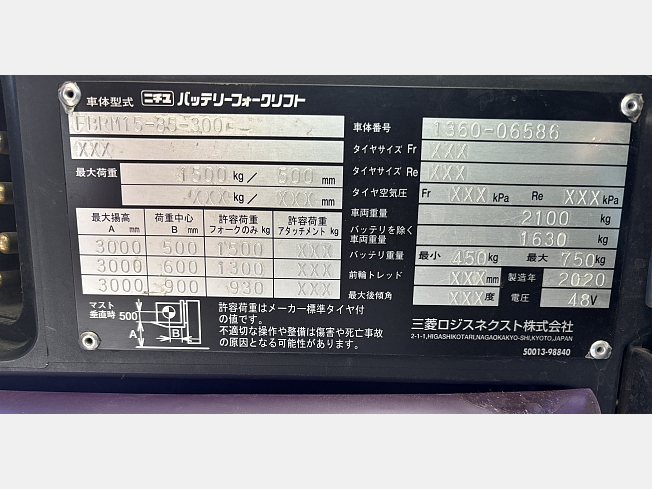 車体型式 ニチユ バッテリーフォークリフト
FBRM15-85-300F
XXX
最大荷重 1500 kg/ 500 mm
XXX kg/ XXX mm
最大揚高 A mm 荷重中心 B mm 許容荷重 フォークのみ kg 許容荷重 アタッチメント kg
3000 500 1500 XXX
3000 600 1300 XXX
3000 900 930 XXX
マスト垂直時 500 A B
許容荷重はメーカー標準タイヤ付
の値です。
不適切な操作や整備は傷害や死亡事故
の原因となる可能性があります。
車体番号 1360-06586
タイヤサイズ Fr XXX
タイヤサイズ Re XXX
タイヤ空気圧 Fr XXX kPa Re XXX kPa
車両重量 2100 kg
バッテリを除く車両重量 1630 kg
バッテリ重量 最小 450 kg 最大 750 kg
前輪トレッド XXX mm 製造年 2020
最大後傾角 XXX 度 電圧 48 V
三菱ロジスネクスト株式会社
2-1-1,HIGASHIKOTARI,NAGAOKAKYO-SHI,KYOTO,JAPAN
50013-98840